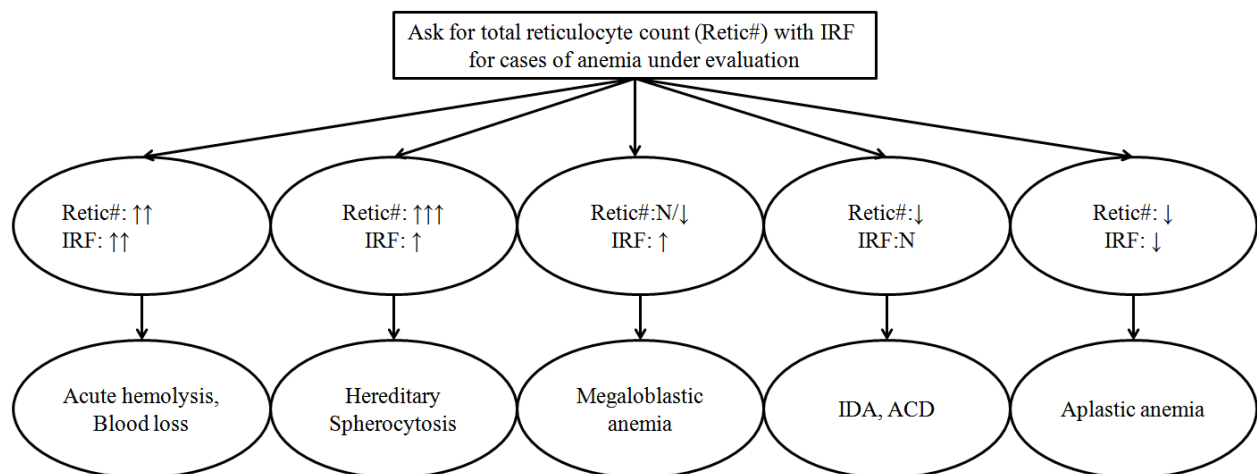 Ask for total reticulocyte count (Retic#) with IRF
for cases of anemia under evaluation
Retic#: ↑↑
IRF: ↑↑
Retic#: ↑↑↑
IRF: ↑
Retic#:N/↓
IRF: ↑
Retic#:↓
IRF:N
Retic#: ↓
IRF: ↓
Acute hemolysis,
Blood loss
Hereditary
Spherocytosis
Megaloblastic
anemia
IDA, ACD
Aplastic anemia